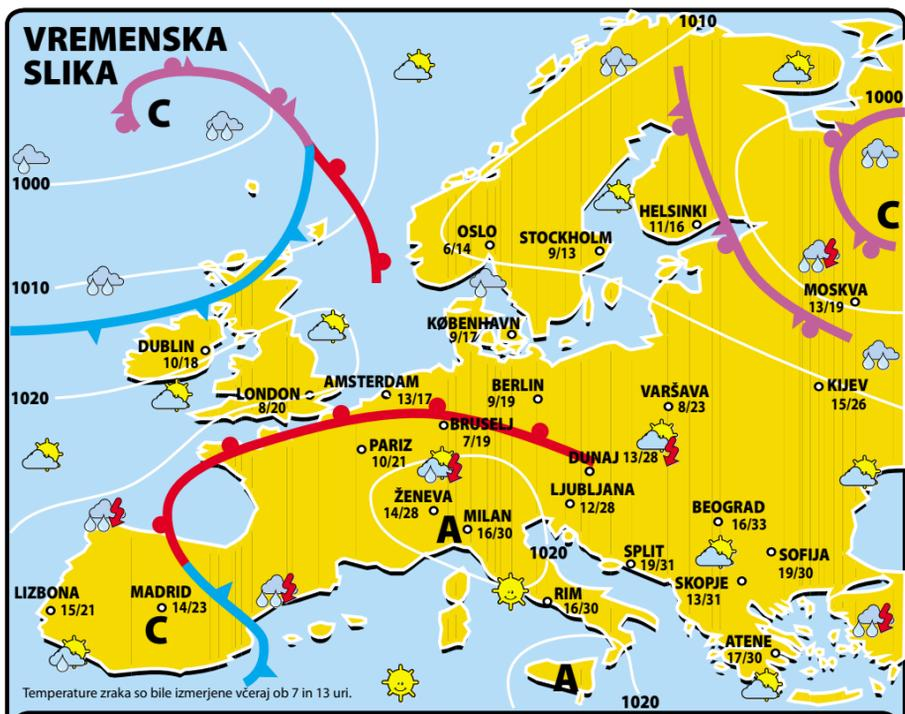 VREMENSKA
SLIKA
1010
C
1000
1000
C
OSLO
6/14
STOCKHOLM
9/13
HELSINKI
11/16
1010
MOSKVA
13/19
KØBENHAVN
9/17
DUBLIN
10/18
1020
LONDON
8/20
AMSTERDAM
13/17
BERLIN
9/19
VARŠAVA
8/23
KIJEV
15/26
BRUSELJ
7/19
PARIZ
10/21
DUNAJ 13/28
LJUBLJANA
12/28
ŽENEVA
14/28
MILAN
16/30
A
BEOGRAD
16/33
1020
SPLIT
19/31
SOFIJA
19/30
SKOPJE
13/31
LIZBONA
15/21
MADRID
14/23
C
RIM
16/30
ATENE
17/30
A
1020
Temperature zraka so bile izmerjene včeraj ob 7 in 13 uri.